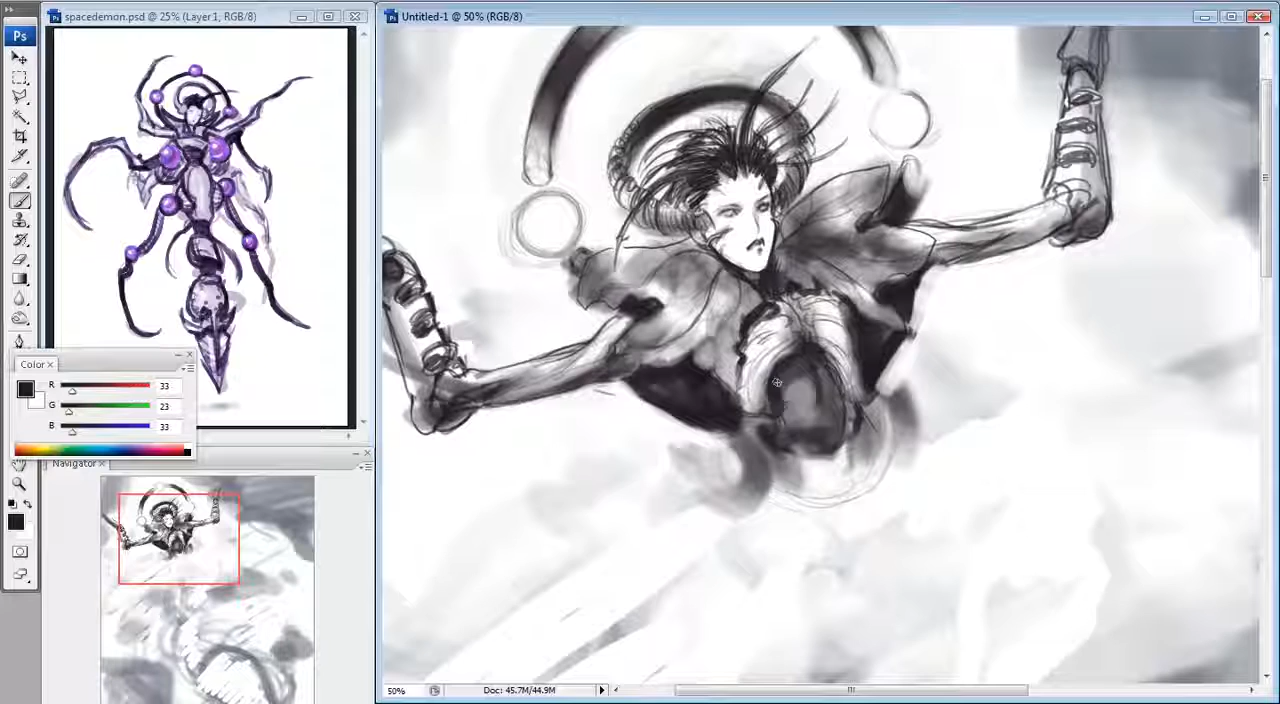 spacedemon.psd @ 25% (Layer1, RGB/8)
Untitled-1 @ 50% (RGB/8)
Ps
Color
R 33
G 23
B 33
Navigator
50% Doc: 45.7M/44.9M